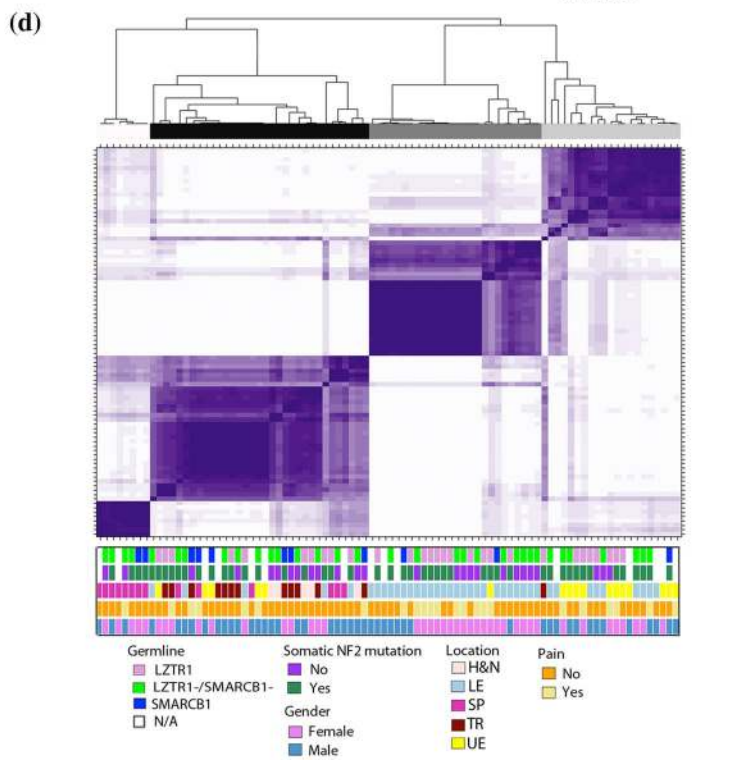 (d)
Germline
LZTR1
LZTR1-/SMARCB1-
SMARCB1
N/A
Somatic NF2 mutation
No
Yes
Gender
Female
Male
Location
H&N
LE
SP
TR
UE
Pain
No
Yes